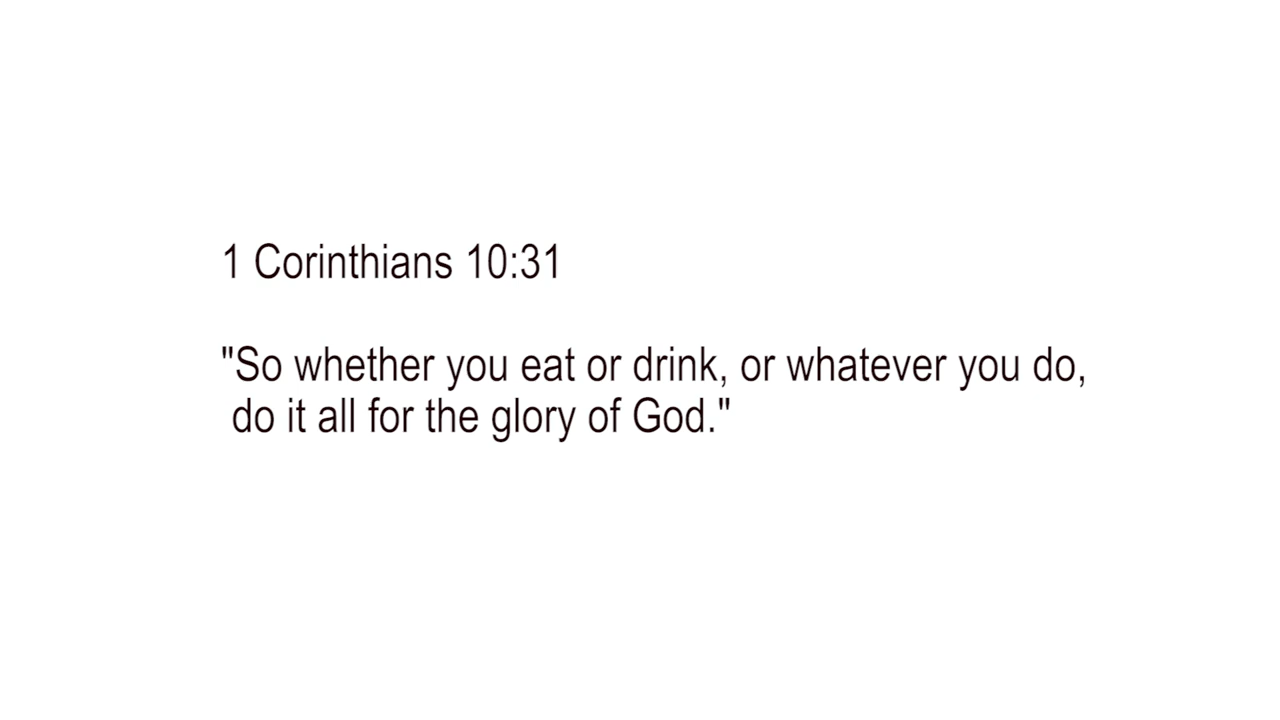 1 Corinthians 10:31
"So whether you eat or drink, or whatever you do,
do it all for the glory of God."